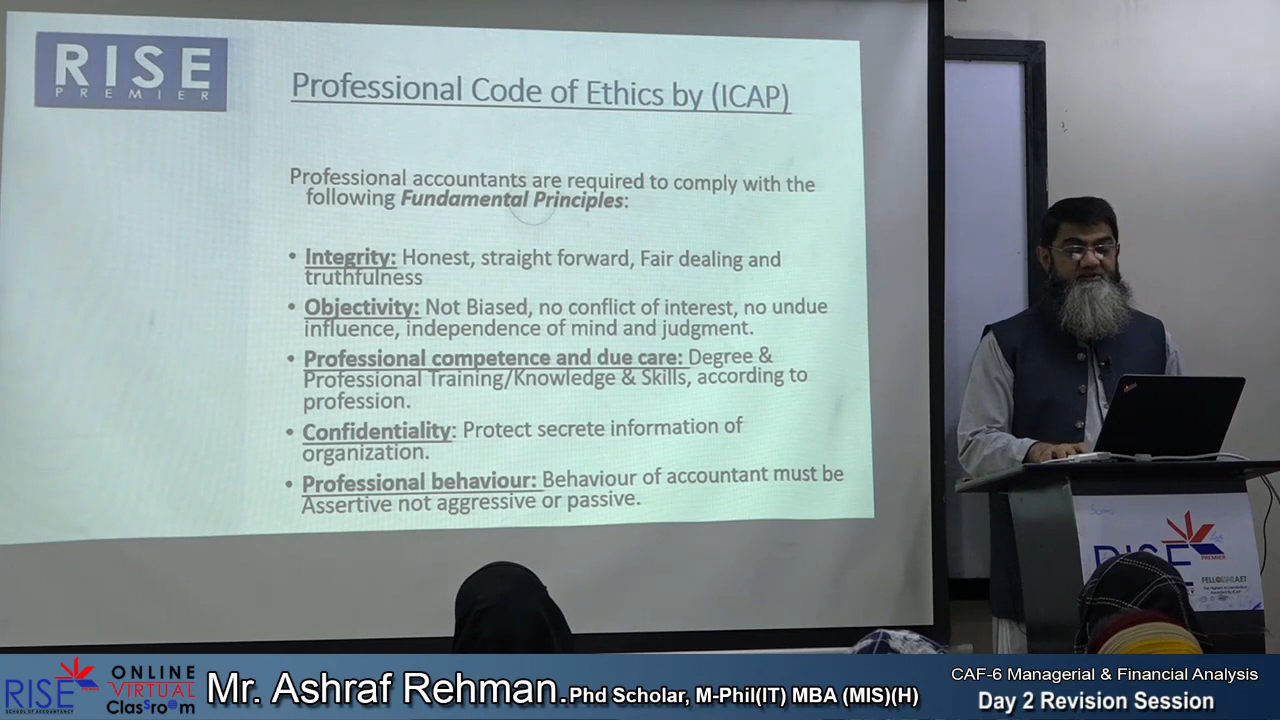 RISE
PREMIER
Professional Code of Ethics by (ICAP)
Professional accountants are required to comply with the
following Fundamental Principles:
• Integrity: Honest, straight forward, Fair dealing and
truthfulness
• Objectivity: Not Biased, no conflict of interest, no undue
influence, independence of mind and judgment.
• Professional competence and due care: Degree &
Professional Training/Knowledge & Skills, according to
profession.
• Confidentiality: Protect secrete information of
organization.
• Professional behaviour: Behaviour of accountant must be
Assertive not aggressive or passive.
RISE
PREMIER
RISE
SCHOOL OF ACCOUNTANCY
ONLINE
VIRTUAL
Classroom
Mr. Ashraf Rehman.Phd Scholar, M-Phil(IT) MBA (MIS)(H)
CAF-6 Managerial & Financial Analysis
Day 2 Revision Session